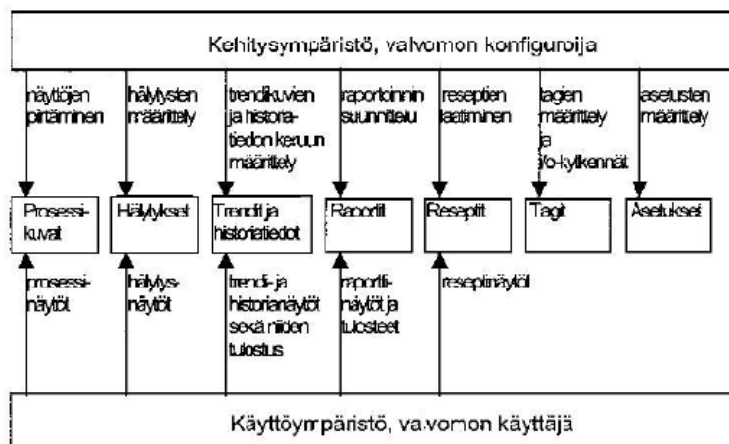 Kehitysympäristö, valvomon konfiguroija
näyttöjen
piirtäminen
hälytysten
määrittely
trendikuvien
ja historia-
tiedon keruun
määrittely
raportoinnin
suunnittelu
reseptien
laatiminen
tagien
määrittely
ja
i/o-kytkennät
asetusten
määrittely
Prosessi-
kuvat
Hälytykset
Trendit ja
historiatiedot
Raportit
Reseptit
Tagit
Asetukset
prosessi-
näytöt
hälytys-
näytöt
trendi- ja
historianäytöt
sekä niiden
tulostus
raportti-
näytöt ja
tulosteet
reseptinäytöt
Käyttöympäristö, valvomon käyttäjä